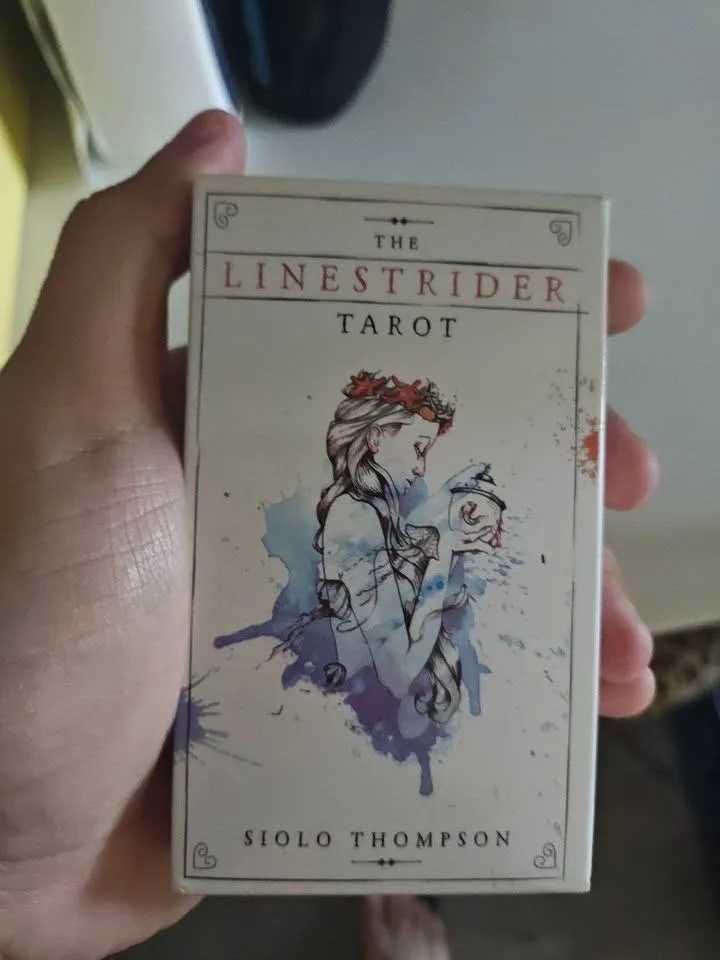 THE
LINESTRIDER
TAROT
SIOLO THOMPSON